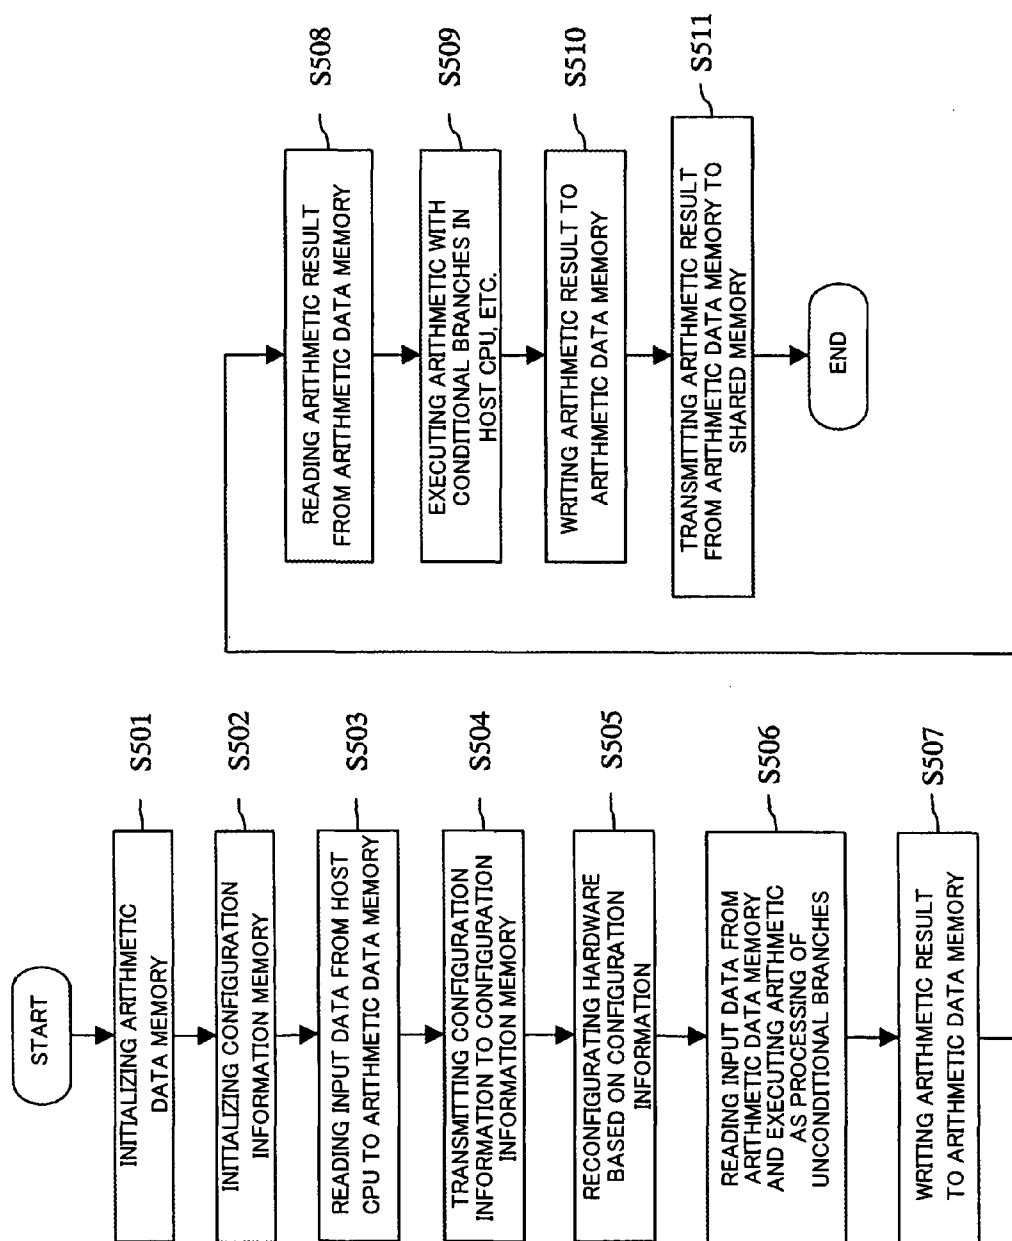 START
INITIALIZING ARITHMETIC
DATA MEMORY
S501
INITIALIZING CONFIGURATION
INFORMATION MEMORY
S502
READING INPUT DATA FROM HOST
CPU TO ARITHMETIC DATA MEMORY
S503
TRANSMITTING CONFIGURATION
INFORMATION TO CONFIGURATION
INFORMATION MEMORY
S504
RECONFIGURATING HARDWARE
BASED ON CONFIGURATION
INFORMATION
S505
READING INPUT DATA FROM
ARITHMETIC DATA MEMORY
AND EXECUTING ARITHMETIC
AS PROCESSING OF
UNCONDITIONAL BRANCHES
S506
WRITING ARITHMETIC RESULT
TO ARITHMETIC DATA MEMORY
S507
READING ARITHMETIC RESULT
FROM ARITHMETIC DATA MEMORY
S508
EXECUTING ARITHMETIC WITH
CONDITIONAL BRANCHES IN
HOST CPU, ETC.
S509
WRITING ARITHMETIC RESULT TO
ARITHMETIC DATA MEMORY
S510
TRANSMITTING ARITHMETIC RESULT
FROM ARITHMETIC DATA MEMORY TO
SHARED MEMORY
S511
END